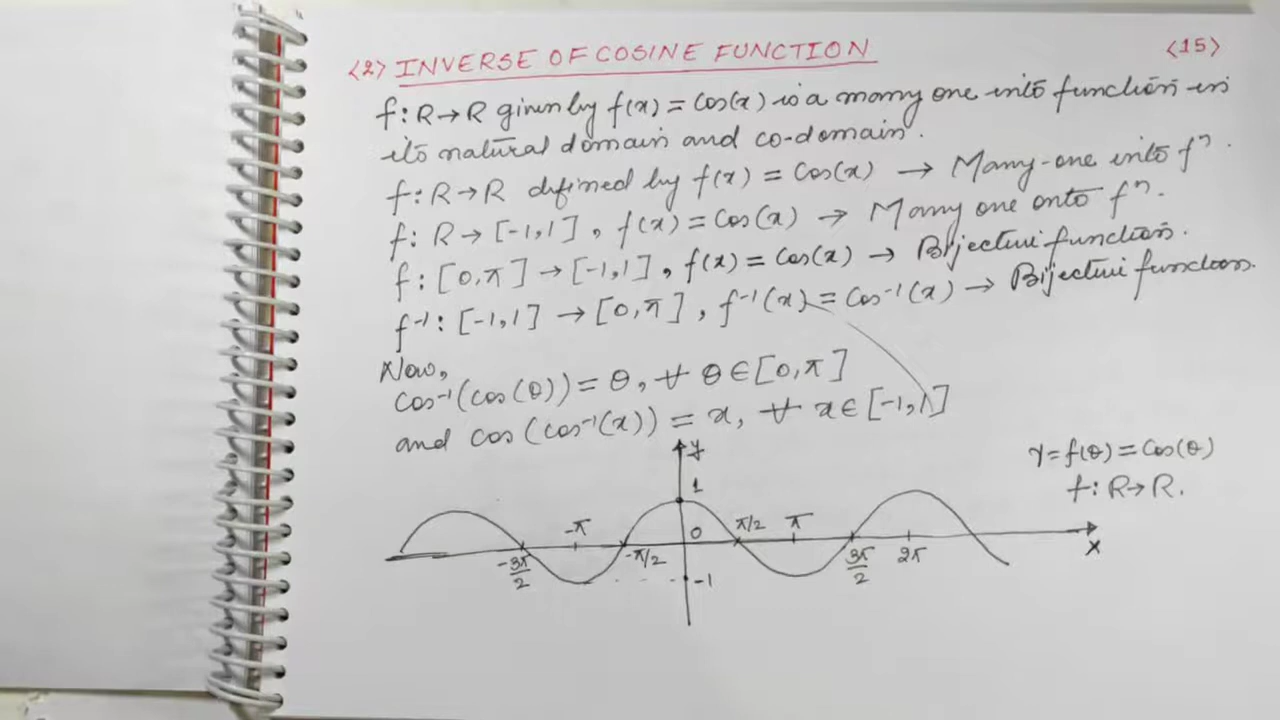 <2> INVERSE OF COSINE FUNCTION <15>
f: R→R given by f(x) = Cos(x) is a many one into function in
its natural domain and co-domain.
f: R→R defined by f(x) = Cos(x) → Many-one into fⁿ.
f: R→[-1,1], f(x) = Cos(x) → Many one onto fⁿ.
f: [0,π]→[-1,1], f(x) = Cos(x) → Bijective function.
f⁻¹: [-1,1] → [0,π], f⁻¹(x) = Cos⁻¹(x) → Bijective function.
Now,
Cos⁻¹(cos(θ)) = θ, ∀ θ∈[0,π]
and cos(cos⁻¹(x)) = x, ∀ x∈[-1,1]
y
y=f(θ)=Cos(θ)
1
f: R→R.
-π 0 π/2 π
-3π/2 -π/2 3π/2 2π x
-1